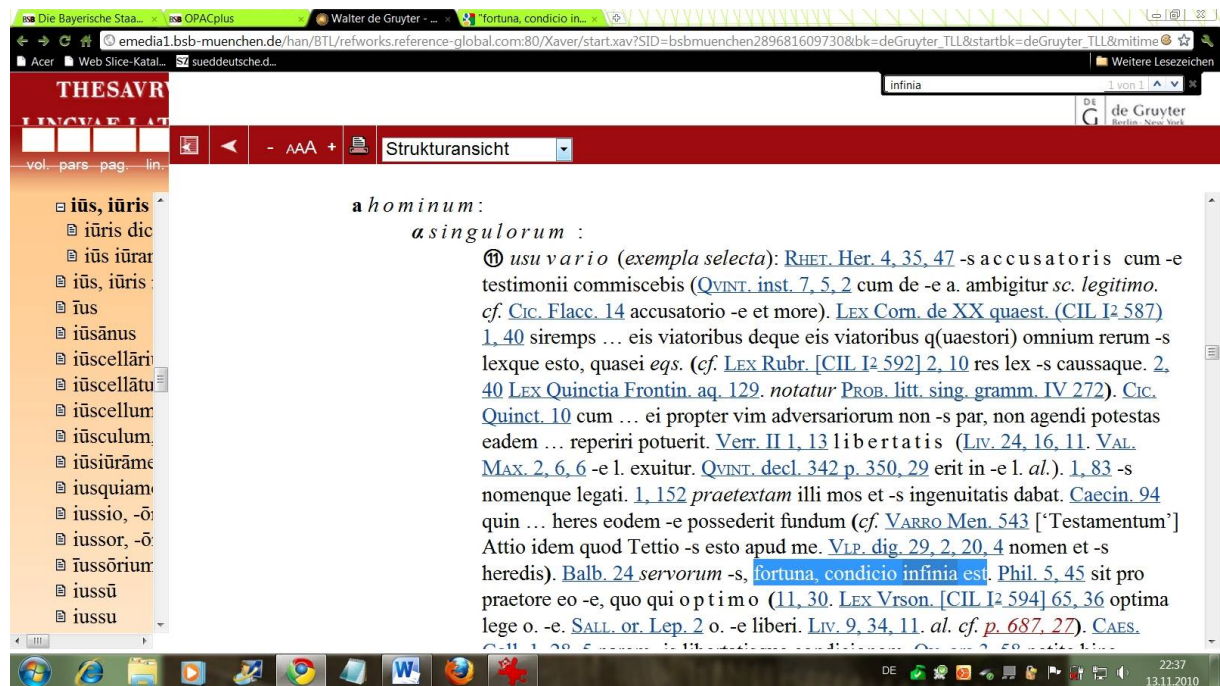 Die Bayerische Staa...
OPACplus
Walter de Gruyter - ...
"fortuna, condicio in...
emedia1.bsb-muenchen.de/han/BTL/refworks.reference-global.com:80/Xaver/start.xav?SID=bsbmuenchen289681609730&bk=deGruyter_TLL&startbk=deGruyter_TLL&mitime
Acer
Web Slice-Katal...
SZ sueddeutsche.d...
Weitere Lesezeichen
THESAVR
infinia
1 von 1
LINGVAE LAT
DE G
de Gruyter
Berlin · New York
vol. pars pag. lin.
- AAA +
Strukturansicht
iūs, iūris
iūris dic
iūs iūran
iūs, iūris
īus
iūsānus
iūscellāri
iūscellātu
iūscellum
iūsculum,
iūsiūrāme
iusquiam
iussio, -ō
iussor, -ō
īussōrium
iussū
iussu
a hominum:
α singulorum :
⑪ usu vario (exempla selecta): RHET. Her. 4, 35, 47 -s accusatoris cum -e
testimonii commiscebis (QVINT. inst. 7, 5, 2 cum de -e a. ambigitur sc. legitimo.
cf. CIC. Flacc. 14 accusatorio -e et more). LEX Corn. de XX quaest. (CIL I² 587)
1, 40 siremps … eis viatoribus deque eis viatoribus q(uaestori) omnium rerum -s
lexque esto, quasei eqs. (cf. LEX Rubr. [CIL I² 592] 2, 10 res lex -s caussaque. 2,
40 LEX Quinctia Frontin. aq. 129. notatur PROB. litt. sing. gramm. IV 272). CIC.
Quinct. 10 cum … ei propter vim adversariorum non -s par, non agendi potestas
eadem … reperiri potuerit. Verr. II 1, 13 libertatis (LIV. 24, 16, 11. VAL.
MAX. 2, 6, 6 -e l. exuitur. QVINT. decl. 342 p. 350, 29 erit in -e l. al.). 1, 83 -s
nomenque legati. 1, 152 praetextam illi mos et -s ingenuitatis dabat. Caecin. 94
quin … heres eodem -e possederit fundum (cf. VARRO Men. 543 ['Testamentum']
Attio idem quod Tettio -s esto apud me. VLP. dig. 29, 2, 20, 4 nomen et -s
heredis). Balb. 24 servorum -s, fortuna, condicio infinia est. Phil. 5, 45 sit pro
praetore eo -e, quo qui optimo (11, 30. LEX Vrson. [CIL I² 594] 65, 36 optima
lege o. -e. SALL. or. Lep. 2 o. -e liberi. LIV. 9, 34, 11. al. cf. p. 687, 27). CAES.
DE
22:37
13.11.2010